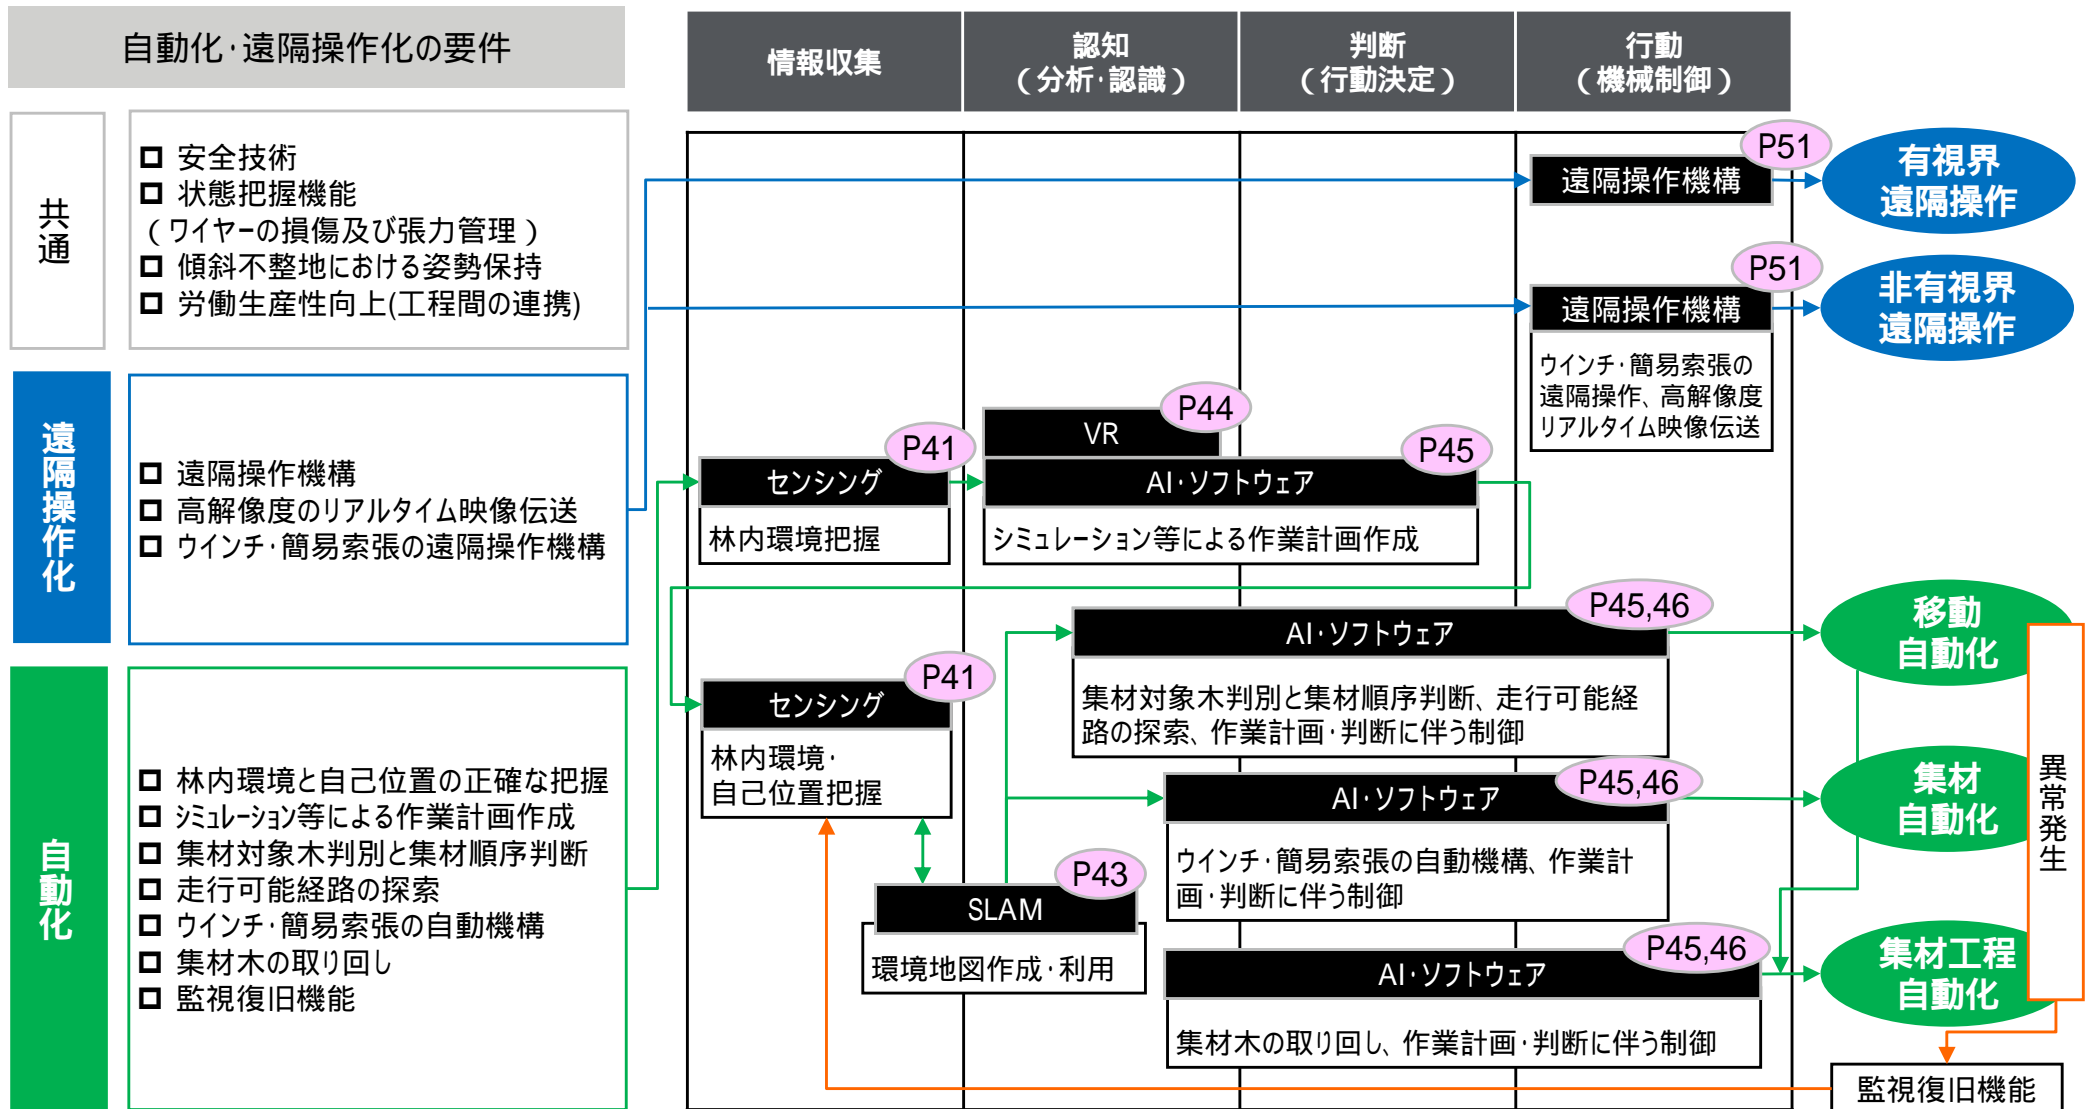 自動化･遠隔操作化の要件
情報収集
認知
(分析･認識)
判断
(行動決定)
行動
(機械制御)
共通
□ 安全技術
□ 状態把握機能
(ワイヤーの損傷及び張力管理)
□ 傾斜不整地における姿勢保持
□ 労働生産性向上(工程間の連携)
遠隔操作化
□ 遠隔操作機構
□ 高解像度のリアルタイム映像伝送
□ ウインチ･簡易索張の遠隔操作機構
自動化
□ 林内環境と自己位置の正確な把握
□ シミュレーション等による作業計画作成
□ 集材対象木判別と集材順序判断
□ 走行可能経路の探索
□ ウインチ･簡易索張の自動機構
□ 集材木の取り回し
□ 監視復旧機能
P51
遠隔操作機構
有視界
遠隔操作
P51
遠隔操作機構
ウインチ･簡易索張の
遠隔操作、高解像度
リアルタイム映像伝送
非有視界
遠隔操作
P41
センシング
林内環境把握
P44
VR
P45
AI･ソフトウェア
シミュレーション等による作業計画作成
P45,46
AI･ソフトウェア
集材対象木判別と集材順序判断、走行可能経
路の探索、作業計画･判断に伴う制御
移動
自動化
P41
センシング
林内環境･
自己位置把握
P45,46
AI･ソフトウェア
ウインチ･簡易索張の自動機構、作業計
画･判断に伴う制御
集材
自動化
P43
SLAM
環境地図作成･利用
P45,46
AI･ソフトウェア
集材木の取り回し、作業計画･判断に伴う制御
集材工程
自動化
異常発生
監視復旧機能